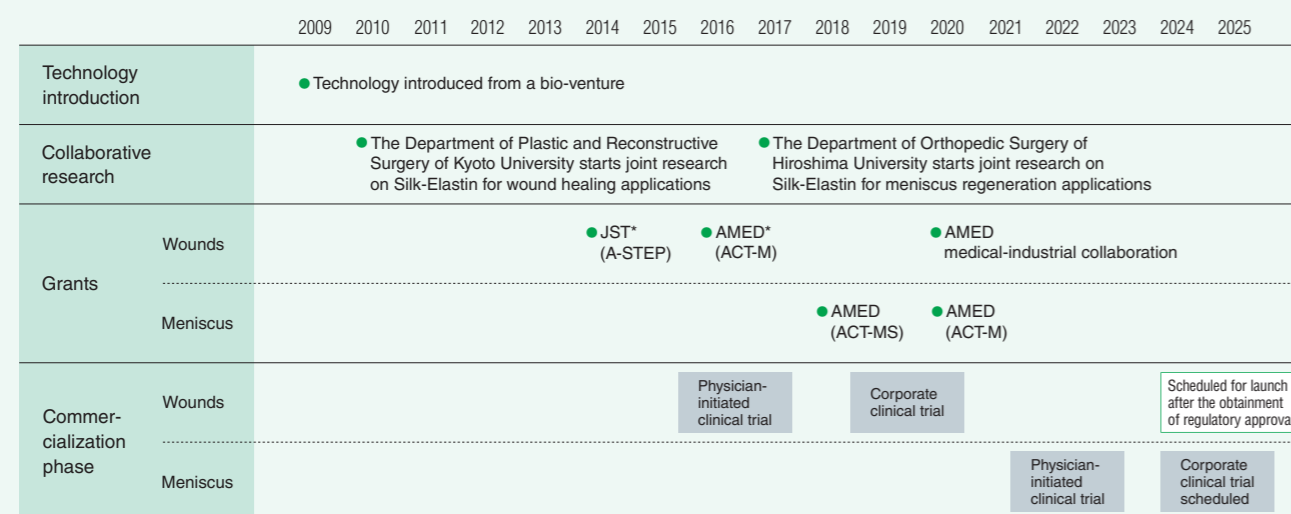 2009 2010 2011 2012 2013 2014 2015 2016 2017 2018 2019 2020 2021 2022 2023 2024 2025
Technology
introduction
● Technology introduced from a bio-venture
Collaborative
research
● The Department of Plastic and Reconstructive
Surgery of Kyoto University starts joint research
on Silk-Elastin for wound healing applications
● The Department of Orthopedic Surgery of
Hiroshima University starts joint research on
Silk-Elastin for meniscus regeneration applications
Grants
Wounds
● JST*
(A-STEP)
● AMED*
(ACT-M)
● AMED
medical-industrial collaboration
Meniscus
● AMED
(ACT-MS)
● AMED
(ACT-M)
Commer-
cialization
phase
Wounds
Physician-
initiated
clinical trial
Corporate
clinical trial
Scheduled for launch
after the obtainment
of regulatory approva
Meniscus
Physician-
initiated
clinical trial
Corporate
clinical trial
scheduled